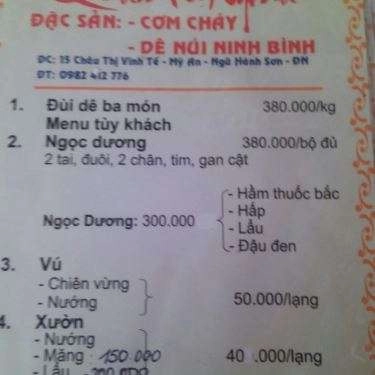 ĐẶC SẢN: - CƠM CHÁY
- DÊ NÚI NINH BÌNH
ĐC: 15 Châu Thị Vĩnh Tế - Mỹ An - Ngũ Hành Sơn - ĐN
ĐT: 0982 412 776
1. Đùi dê ba món 380.000/kg
Menu tùy khách
2. Ngọc dương 380.000/bộ đủ
2 tai, đuôi, 2 chân, tim, gan cật
- Hầm thuốc bắc
Ngọc Dương: 300.000 - Hấp
- Lẩu
- Đậu đen
3. Vú
- Chiên vừng
- Nướng 50.000/lạng
4. Xườn
- Nướng
- Măng 150.000 40 .000/lạng
- Lẩu